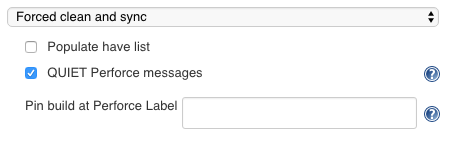 Forced clean and sync
Populate have list
QUIET Perforce messages
?
Pin build at Perforce Label
?